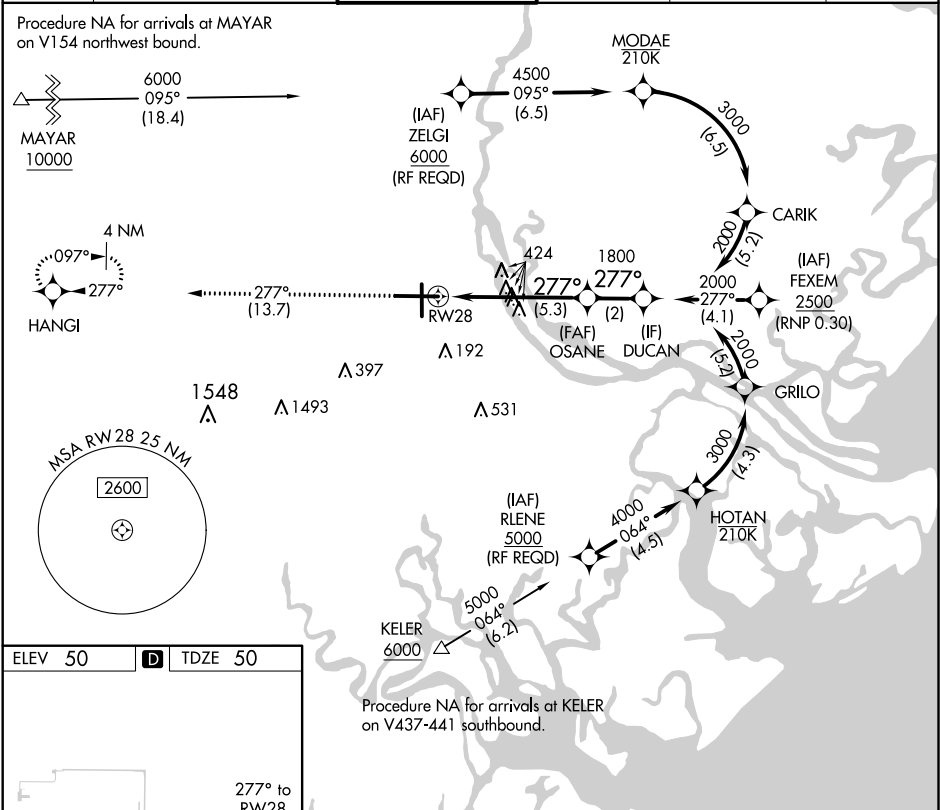 Procedure NA for arrivals at MAYAR
on V154 northwest bound.
6000
095°
(18.4)
MAYAR
10000
MODAE
210K
4500
095°
(6.5)
(IAF)
ZELGI
6000
(RF REQD)
3000
(6.5)
CARIK
2000
(5.2)
4 NM
097°
277°
HANGI
277°
(13.7)
RW28
424
277°
(5.3)
1800
277°
(2)
(FAF)
OSANE
(IF)
DUCAN
2000
277°
(4.1)
(IAF)
FEXEM
2500
(RNP 0.30)
2000
(5.2)
GRILO
192
397
1548
1493
531
MSA RW28 25 NM
2600
3000
(4.3)
HOTAN
210K
(IAF)
RLENE
5000
(RF REQD)
4000
064°
(4.5)
5000
064°
(6.2)
KELER
6000
Procedure NA for arrivals at KELER
on V437-441 southbound.
ELEV 50 D TDZE 50
277° to
RW28